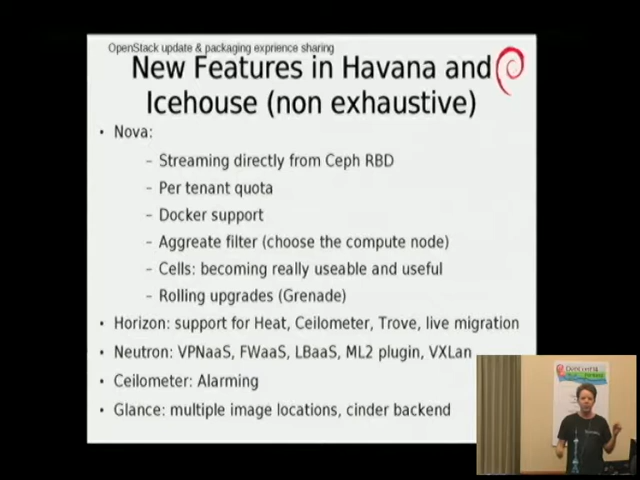 OpenStack update & packaging exprience sharing
New Features in Havana and
Icehouse (non exhaustive)
• Nova:
– Streaming directly from Ceph RBD
– Per tenant quota
– Docker support
– Aggreate filter (choose the compute node)
– Cells: becoming really useable and useful
– Rolling upgrades (Grenade)
• Horizon: support for Heat, Ceilometer, Trove, live migration
• Neutron: VPNaaS, FWaaS, LBaaS, ML2 plugin, VXLan
• Ceilometer: Alarming
• Glance: multiple image locations, cinder backend